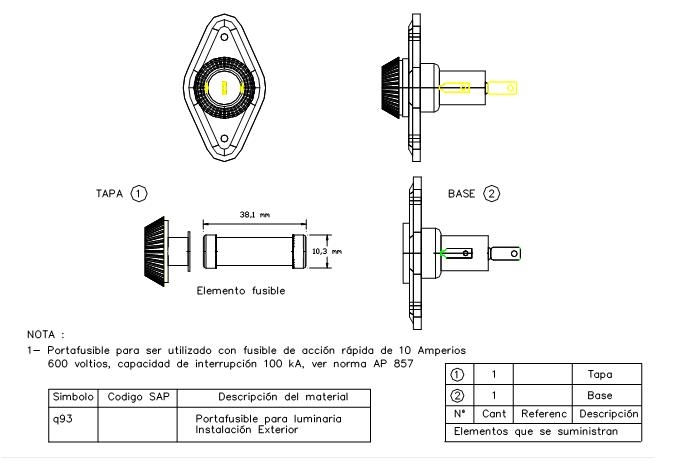 TAPA 1
BASE 2
38,1 mm
10,3 mm
Elemento fusible
NOTA :
1- Portafusible para ser utilizado con fusible de acción rápida de 10 Amperios
600 voltios, capacidad de interrupción 100 kA, ver norma AP 857
Simbolo Codigo SAP Descripción del material
q93 Portafusible para luminaria
Instalación Exterior
1 1 Tapa
2 1 Base
N° Cant Referenc Descripción
Elementos que se suministran